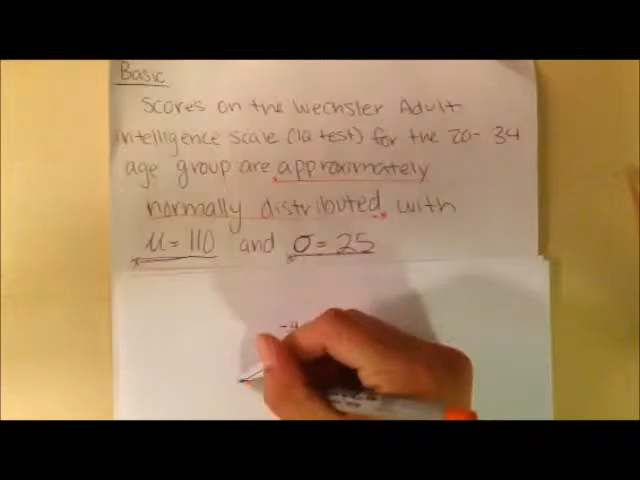 Basic
Scores on the Wechsler Adult
Intelligence scale (IQ test) for the 20-34
age group are approximately
normally distributed with
μ = 110 and σ = 25